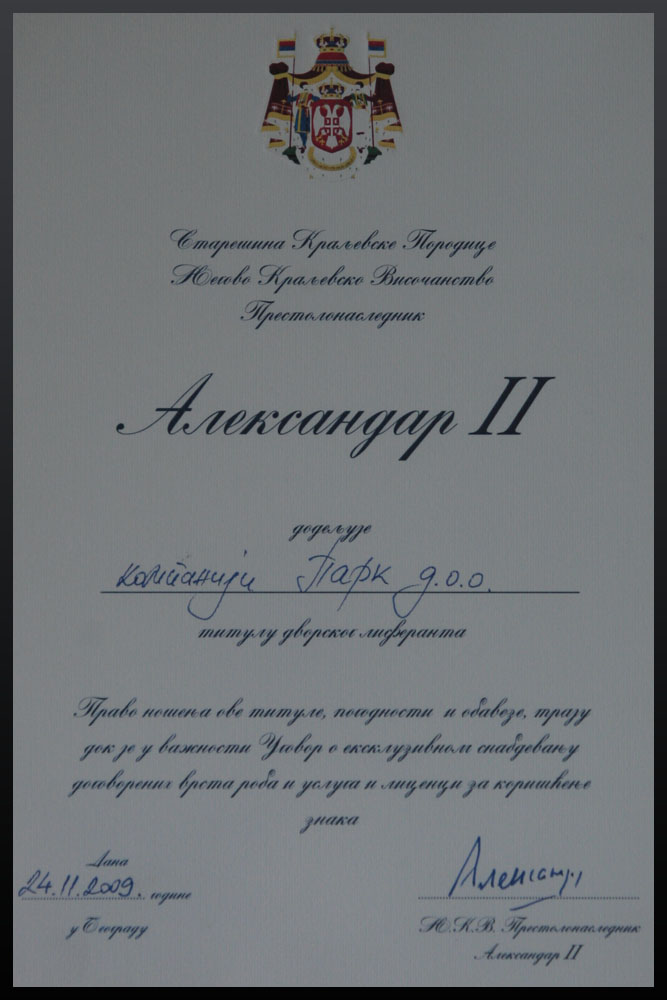 Старешина Краљевске Породице
Његово Краљевско Височанство
Престолонаследник
Александар II
додељује
компанији Парк д.о.о.
титулу дворског лиферанта
Право ношења ове титуле, погодности и обавезе, трају
док је у важности Уговор о ексклузивном снабдевању
договорених врста роба и услуга и лиценци за коришћење
знака
Дана
24.11.2009. године
у Београду
Александар
Њ.К.В. Престолонаследник
Александар II